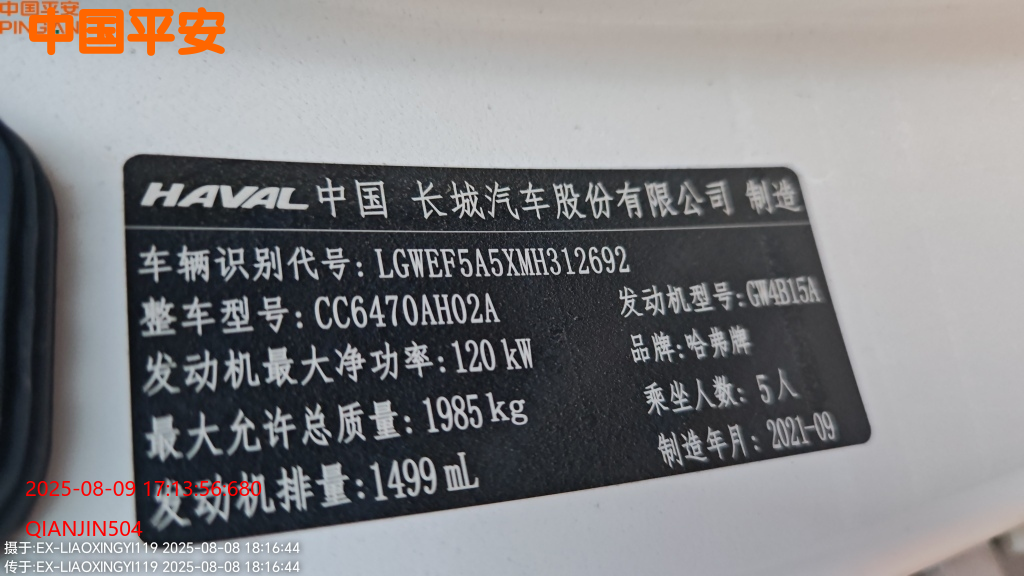 中国平安
PINGAN
中国平安
HAVAL 中国 长城汽车股份有限公司 制造
车辆识别代号: LGWEF5A5XMH312692
整车型号: CC6470AH02A
发动机型号: GW4B15A
发动机最大净功率: 120 kW
品牌: 哈弗牌
最大允许总质量: 1985 kg
乘坐人数: 5人
发动机排量: 1499 mL
制造年月: 2021-09
2025-08-09 17:13:56:680
QIANJIN504
摄于:EX-LIAOXINGYI119 2025-08-08 18:16:44
传于:EX-LIAOXINGYI119 2025-08-08 18:16:44